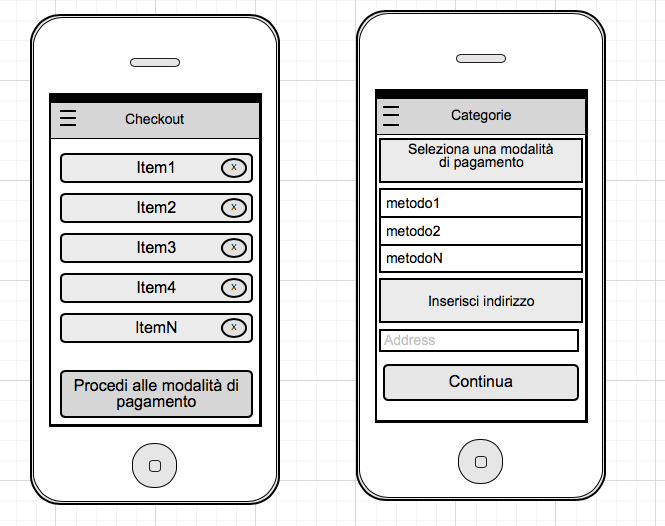 Checkout
Item1
x
Item2
x
Item3
x
Item4
x
ItemN
x
Procedi alle modalità di
pagamento
Categorie
Seleziona una modalità
di pagamento
metodo1
metodo2
metodoN
Inserisci indirizzo
Address
Continua